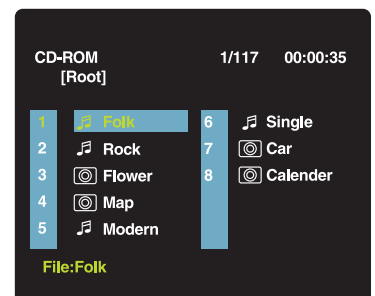 CD-ROM 1/117 00:00:35
[Root]
1 Folk 6 Single
2 Rock 7 Car
3 Flower 8 Calender
4 Map
5 Modern
File:Folk